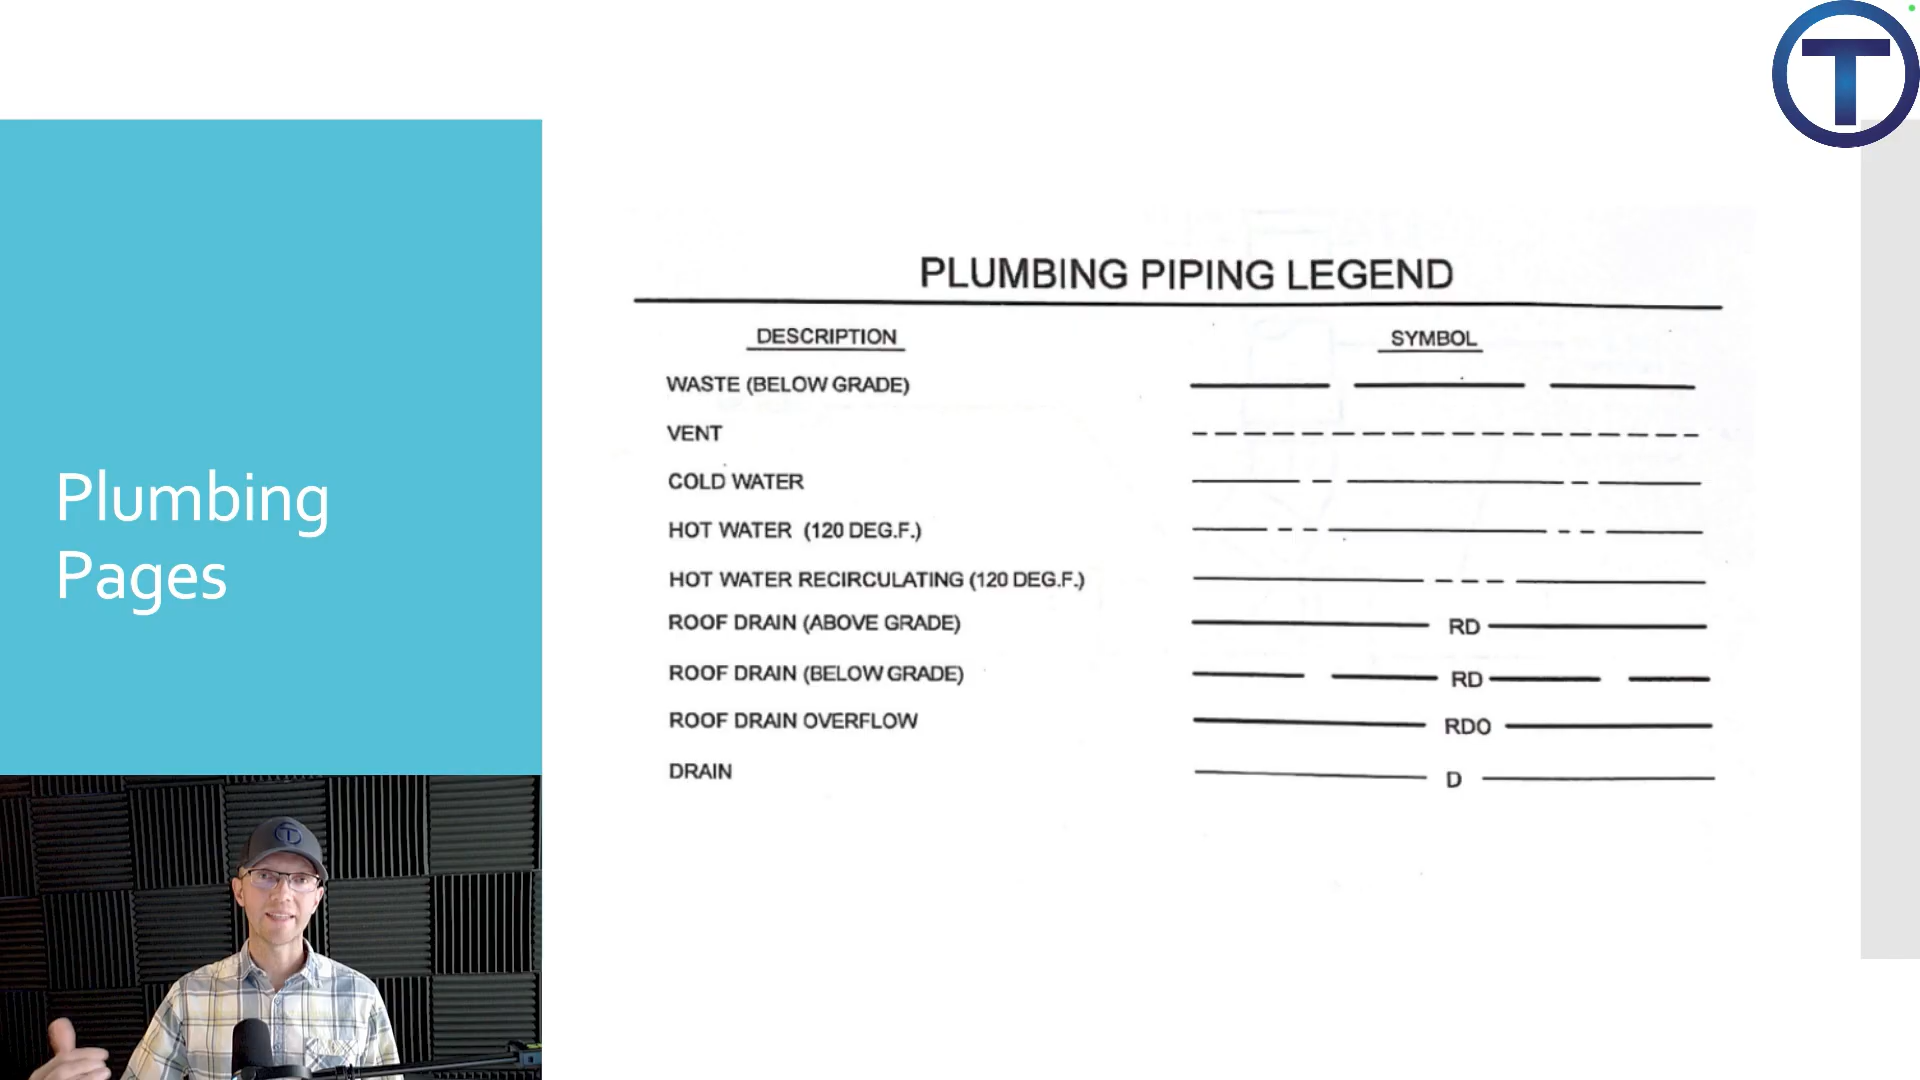 T
PLUMBING PIPING LEGEND
DESCRIPTION SYMBOL
WASTE (BELOW GRADE)
VENT
COLD WATER
HOT WATER (120 DEG.F.)
HOT WATER RECIRCULATING (120 DEG.F.)
ROOF DRAIN (ABOVE GRADE) RD
ROOF DRAIN (BELOW GRADE) RD
ROOF DRAIN OVERFLOW RDO
DRAIN D
Plumbing
Pages
T